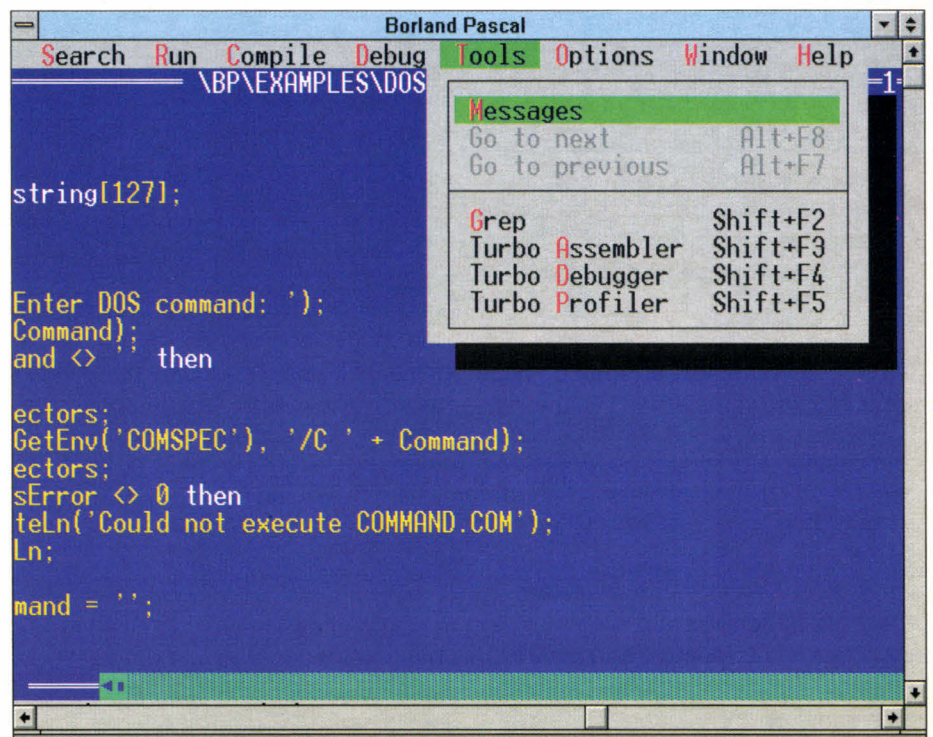 Borland Pascal
Search Run Compile Debug Tools Options Window Help
\BP\EXAMPLES\DOS 1
Messages
Go to next Alt+F8
Go to previous Alt+F7
Grep Shift+F2
Turbo Assembler Shift+F3
Turbo Debugger Shift+F4
Turbo Profiler Shift+F5
string[127];
Enter DOS command: ');
Command);
and <> '' then
ectors;
GetEnv('COMSPEC'), '/C ' + Command);
ectors;
sError <> 0 then
teLn('Could not execute COMMAND.COM');
Ln;
mand = '';